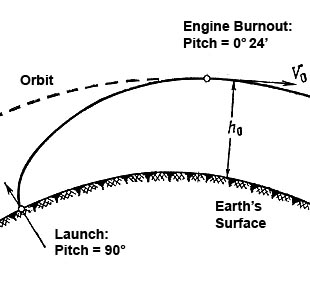 Engine Burnout:
Pitch = 0° 24'
Orbit
V₀
h₀
Earth's
Surface
Launch:
Pitch = 90°